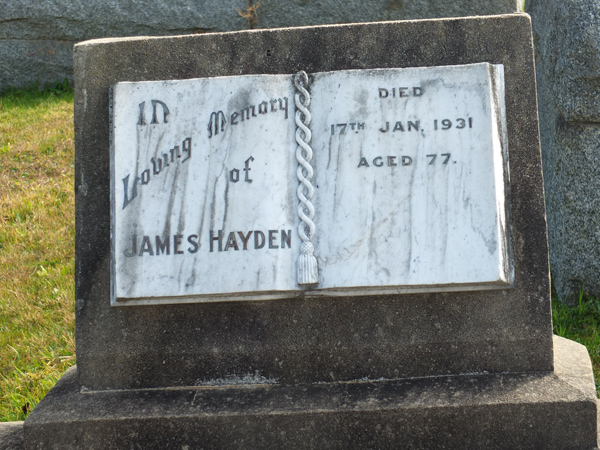 IN
Loving Memory
of
JAMES HAYDEN
DIED
17TH JAN. 1931
AGED 77.